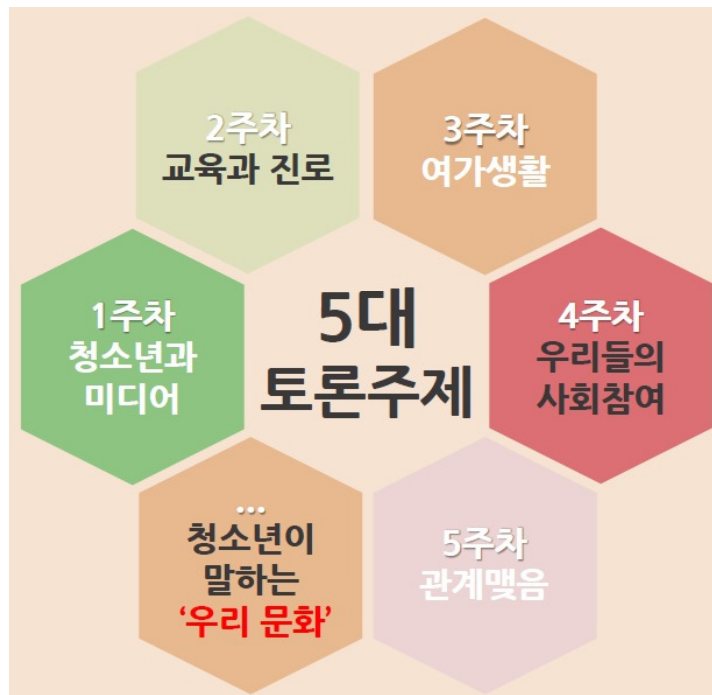 5대
토론주제
1주차
청소년과
미디어
2주차
교육과 진로
3주차
여가생활
4주차
우리들의
사회참여
5주차
관계맺음
...
청소년이
말하는
‘우리 문화’